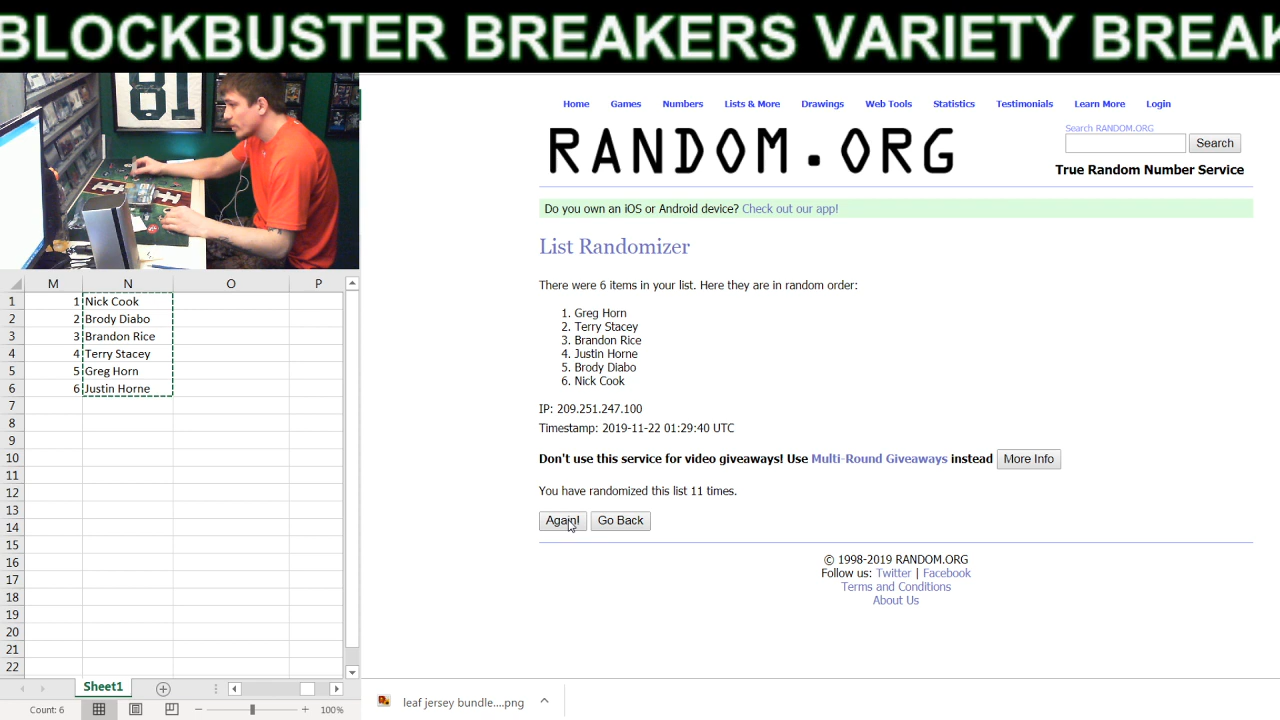 BLOCKBUSTER BREAKERS VARIETY BREAK
81
Home Games Numbers Lists & More Drawings Web Tools Statistics Testimonials Learn More Login
RANDOM.ORG
Search RANDOM.ORG
Search
True Random Number Service
Do you own an iOS or Android device? Check out our app!
List Randomizer
There were 6 items in your list. Here they are in random order:
1. Greg Horn
2. Terry Stacey
3. Brandon Rice
4. Justin Horne
5. Brody Diabo
6. Nick Cook
IP: 209.251.247.100
Timestamp: 2019-11-22 01:29:40 UTC
Don't use this service for video giveaways! Use Multi-Round Giveaways instead More Info
You have randomized this list 11 times.
Again! Go Back
© 1998-2019 RANDOM.ORG
Follow us: Twitter | Facebook
Terms and Conditions
About Us
M N O P
1 1 Nick Cook
2 2 Brody Diabo
3 3 Brandon Rice
4 4 Terry Stacey
5 5 Greg Horn
6 6 Justin Horne
7
8
9
10
11
12
13
14
15
16
17
18
19
20
21
22
Sheet1
Count: 6 100%
leaf jersey bundle....png